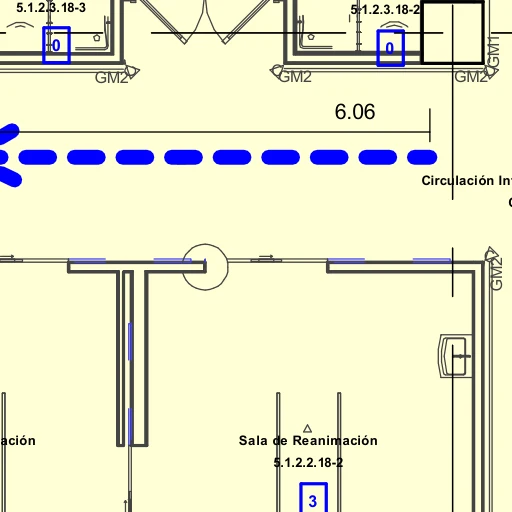 5.1.2.3.18-3
5.1.2.3.18-2
0
0
GM2
GM2
GM2
GM1
6.06
Circulación In
GM2
ación
Sala de Reanimación
5.1.2.2.18-2
3